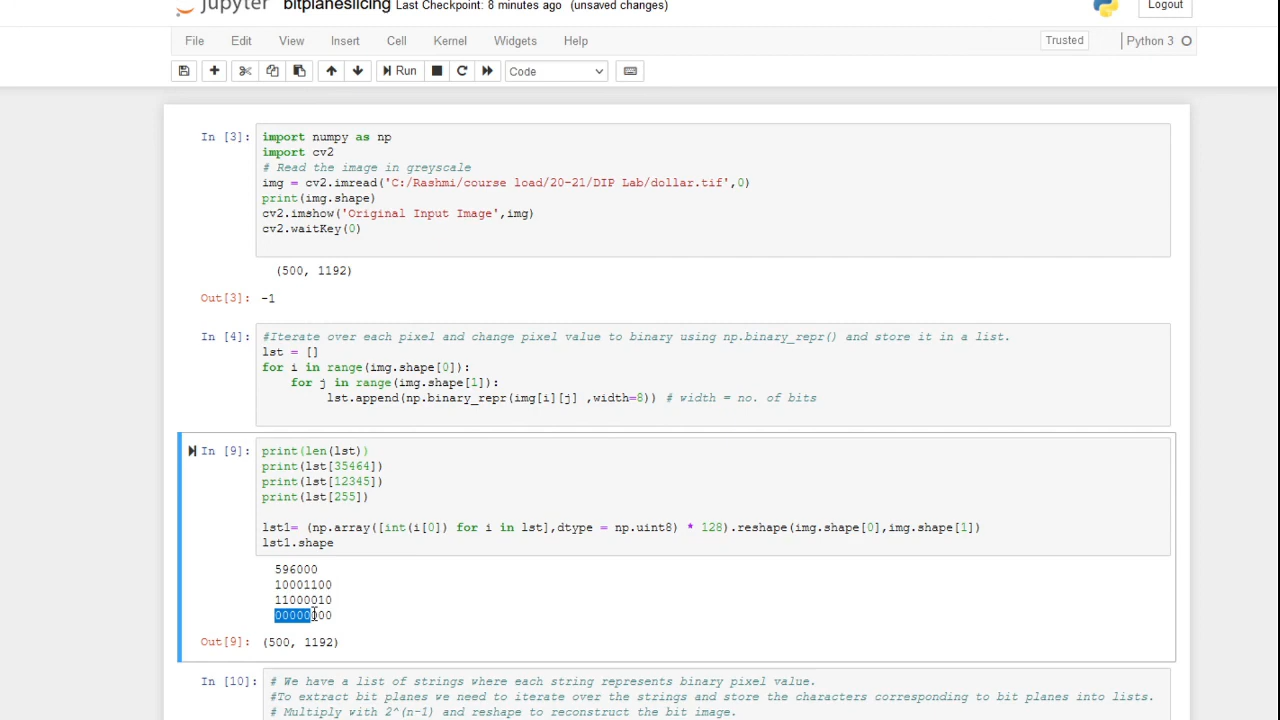 jupyter bitplaneslicing Last Checkpoint: 8 minutes ago (unsaved changes) Logout
File Edit View Insert Cell Kernel Widgets Help Trusted Python 3
Run Code
In [3]: import numpy as np
import cv2
# Read the image in greyscale
img = cv2.imread('C:/Rashmi/course load/20-21/DIP Lab/dollar.tif',0)
print(img.shape)
cv2.imshow('Original Input Image',img)
cv2.waitKey(0)
(500, 1192)
Out[3]: -1
In [4]: #Iterate over each pixel and change pixel value to binary using np.binary_repr() and store it in a list.
lst = []
for i in range(img.shape[0]):
    for j in range(img.shape[1]):
        lst.append(np.binary_repr(img[i][j] ,width=8)) # width = no. of bits
In [9]: print(len(lst))
print(lst[35464])
print(lst[12345])
print(lst[255])
lst1= (np.array([int(i[0]) for i in lst],dtype = np.uint8) * 128).reshape(img.shape[0],img.shape[1])
lst1.shape
596000
10001100
11000010
00000000
Out[9]: (500, 1192)
In [10]: # We have a list of strings where each string represents binary pixel value.
#To extract bit planes we need to iterate over the strings and store the characters corresponding to bit planes into lists.
# Multiply with 2^(n-1) and reshape to reconstruct the bit image.